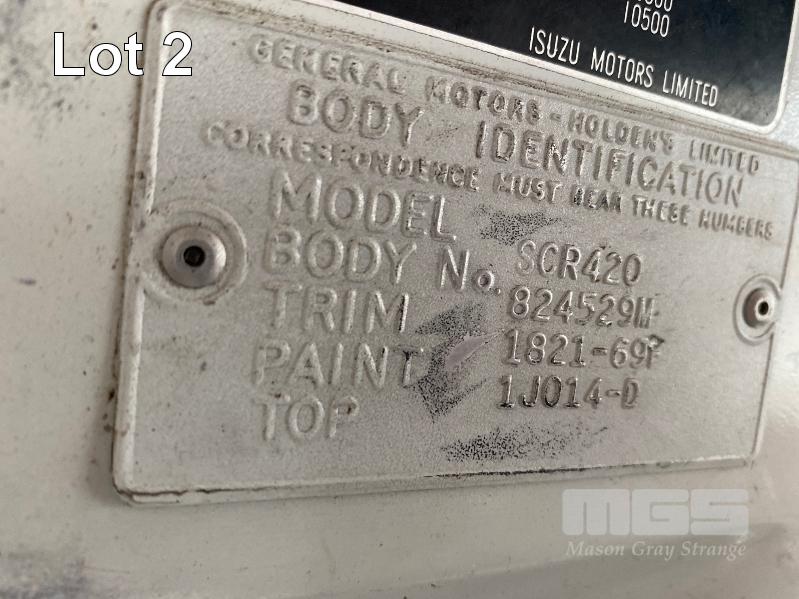 Lot 2
10500
ISUZU MOTORS LIMITED
GENERAL MOTORS - HOLDEN'S LIMITED
BODY IDENTIFICATION
CORRESPONDENCE MUST BEAR THESE NUMBERS
MODEL SCR420
BODY No. 824529M
TRIM 1821-69F
PAINT 1J014-D
TOP
MGS
Mason Gray Strange